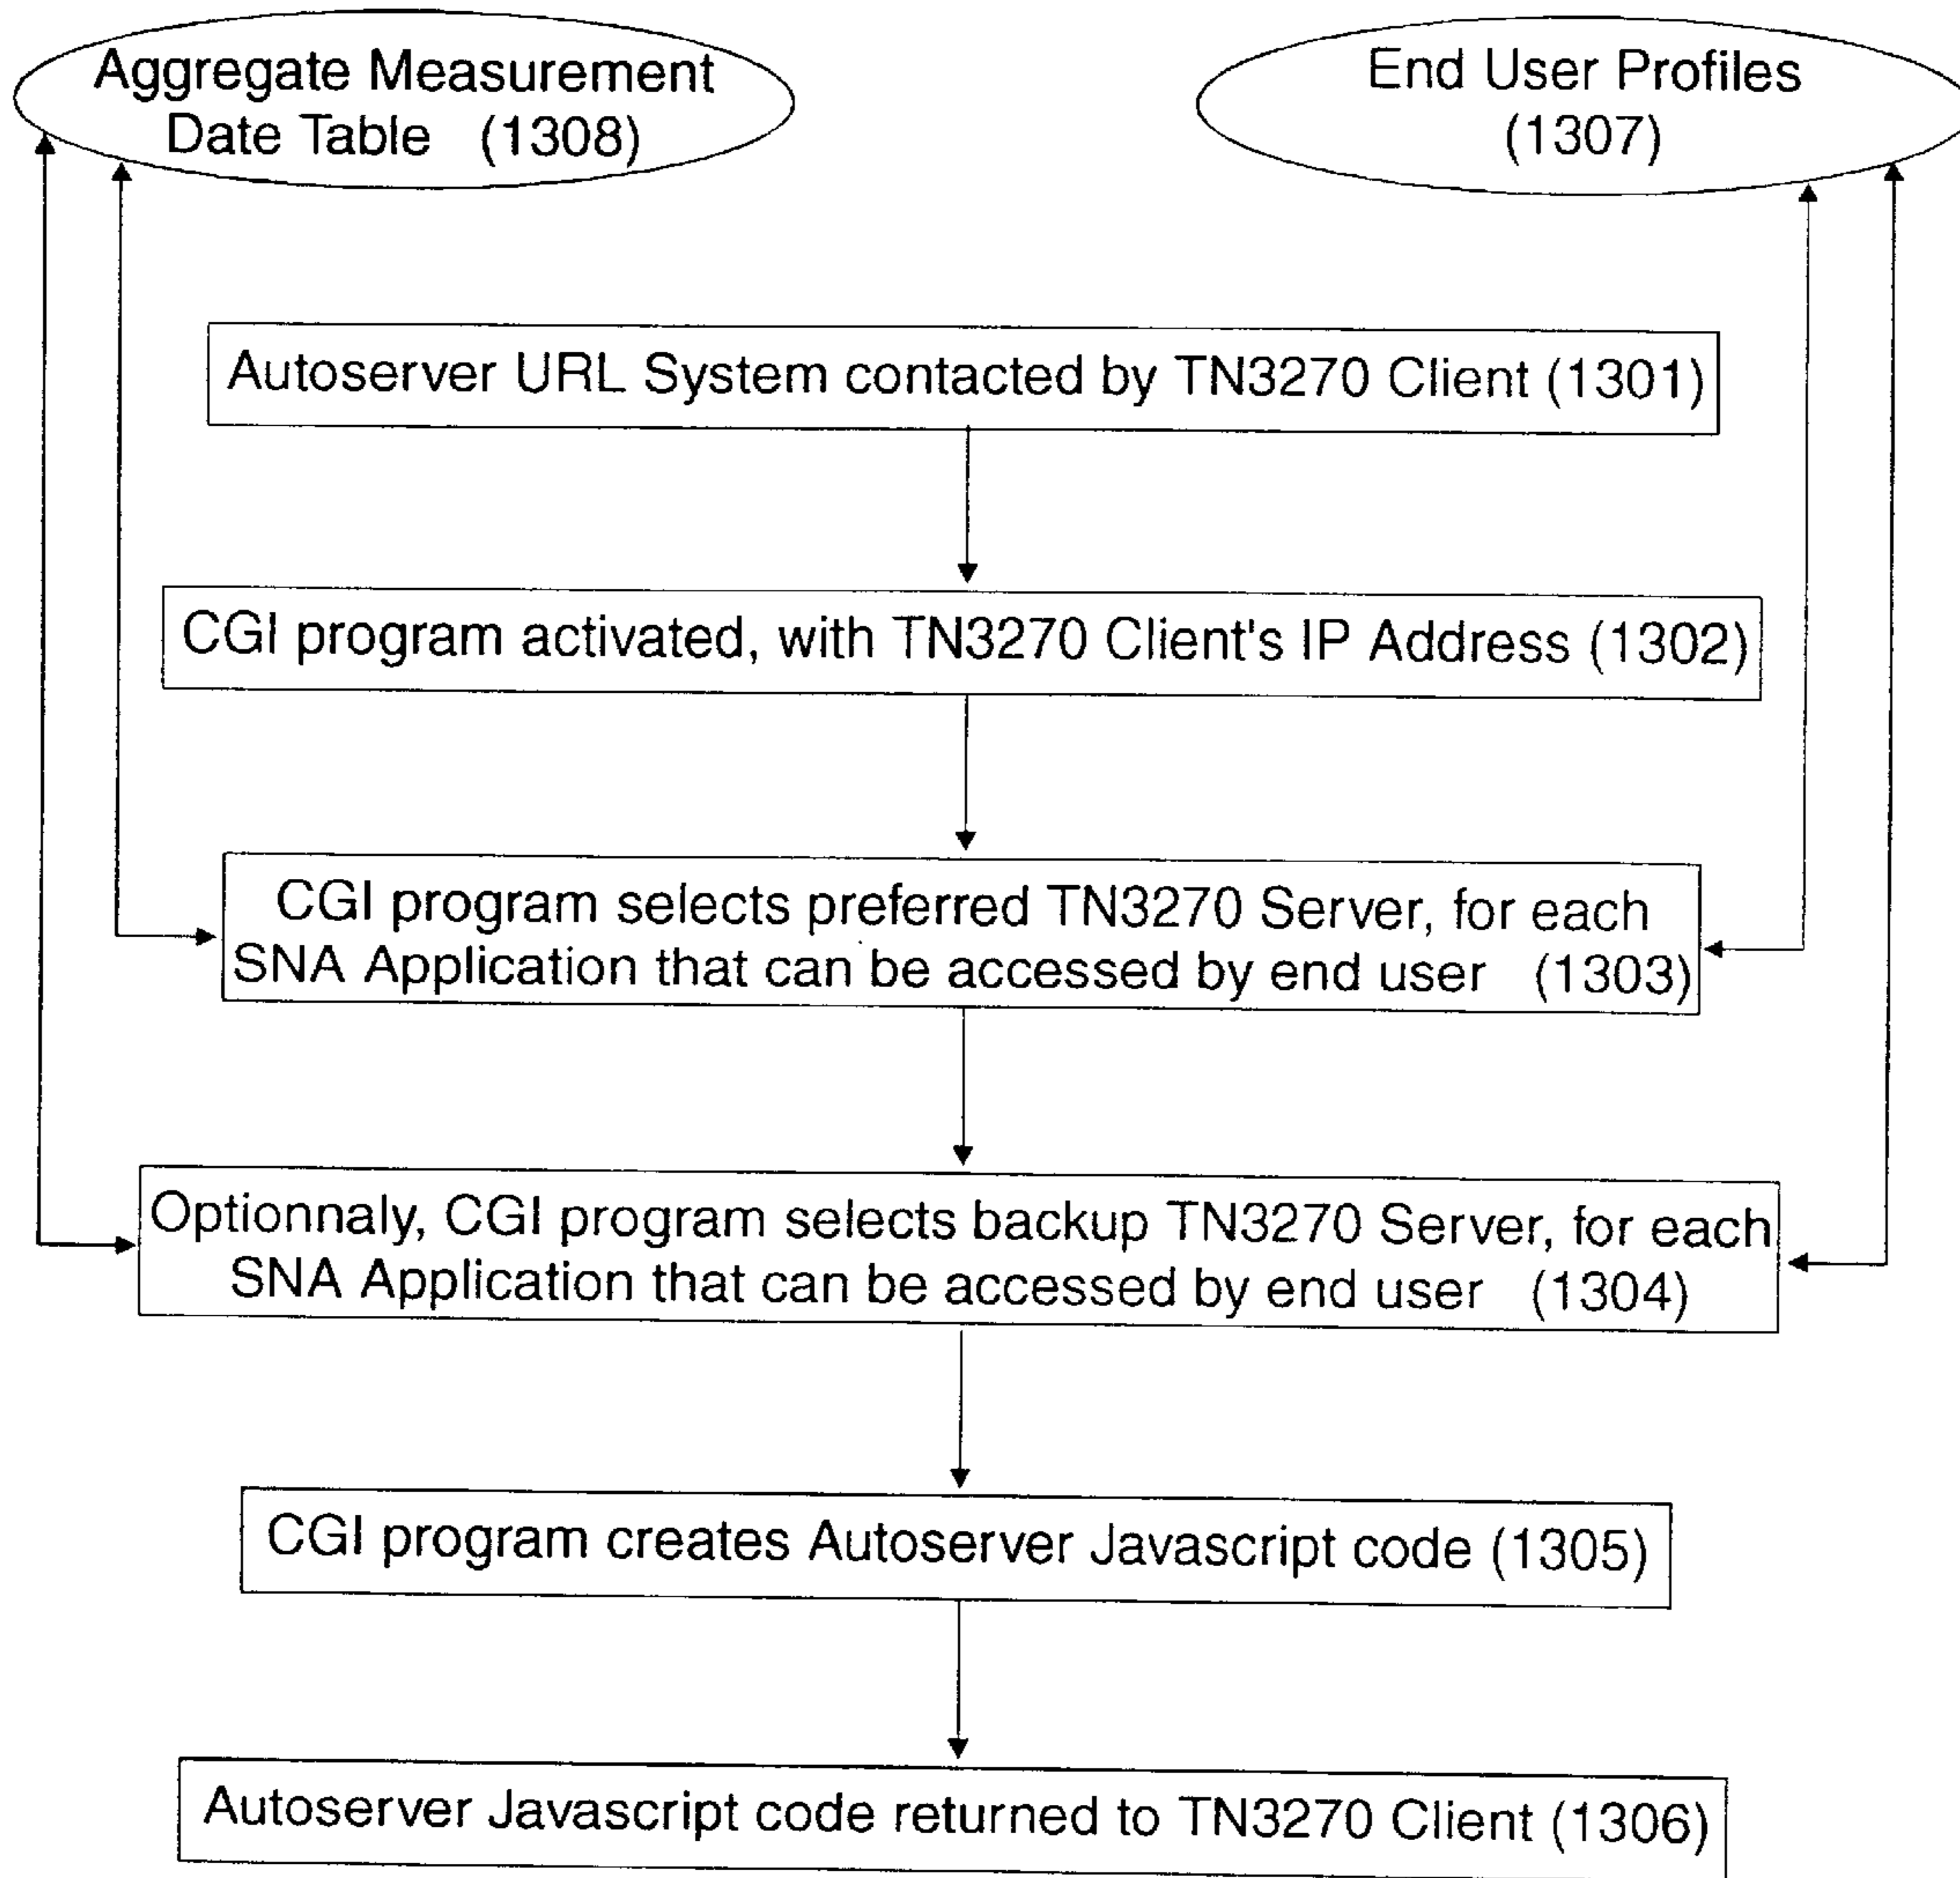 Aggregate Measurement
Date Table (1308)
End User Profiles
(1307)
Autoserver URL System contacted by TN3270 Client (1301)
CGI program activated, with TN3270 Client's IP Address (1302)
CGI program selects preferred TN3270 Server, for each
SNA Application that can be accessed by end user (1303)
Optionnaly, CGI program selects backup TN3270 Server, for each
SNA Application that can be accessed by end user (1304)
CGI program creates Autoserver Javascript code (1305)
Autoserver Javascript code returned to TN3270 Client (1306)